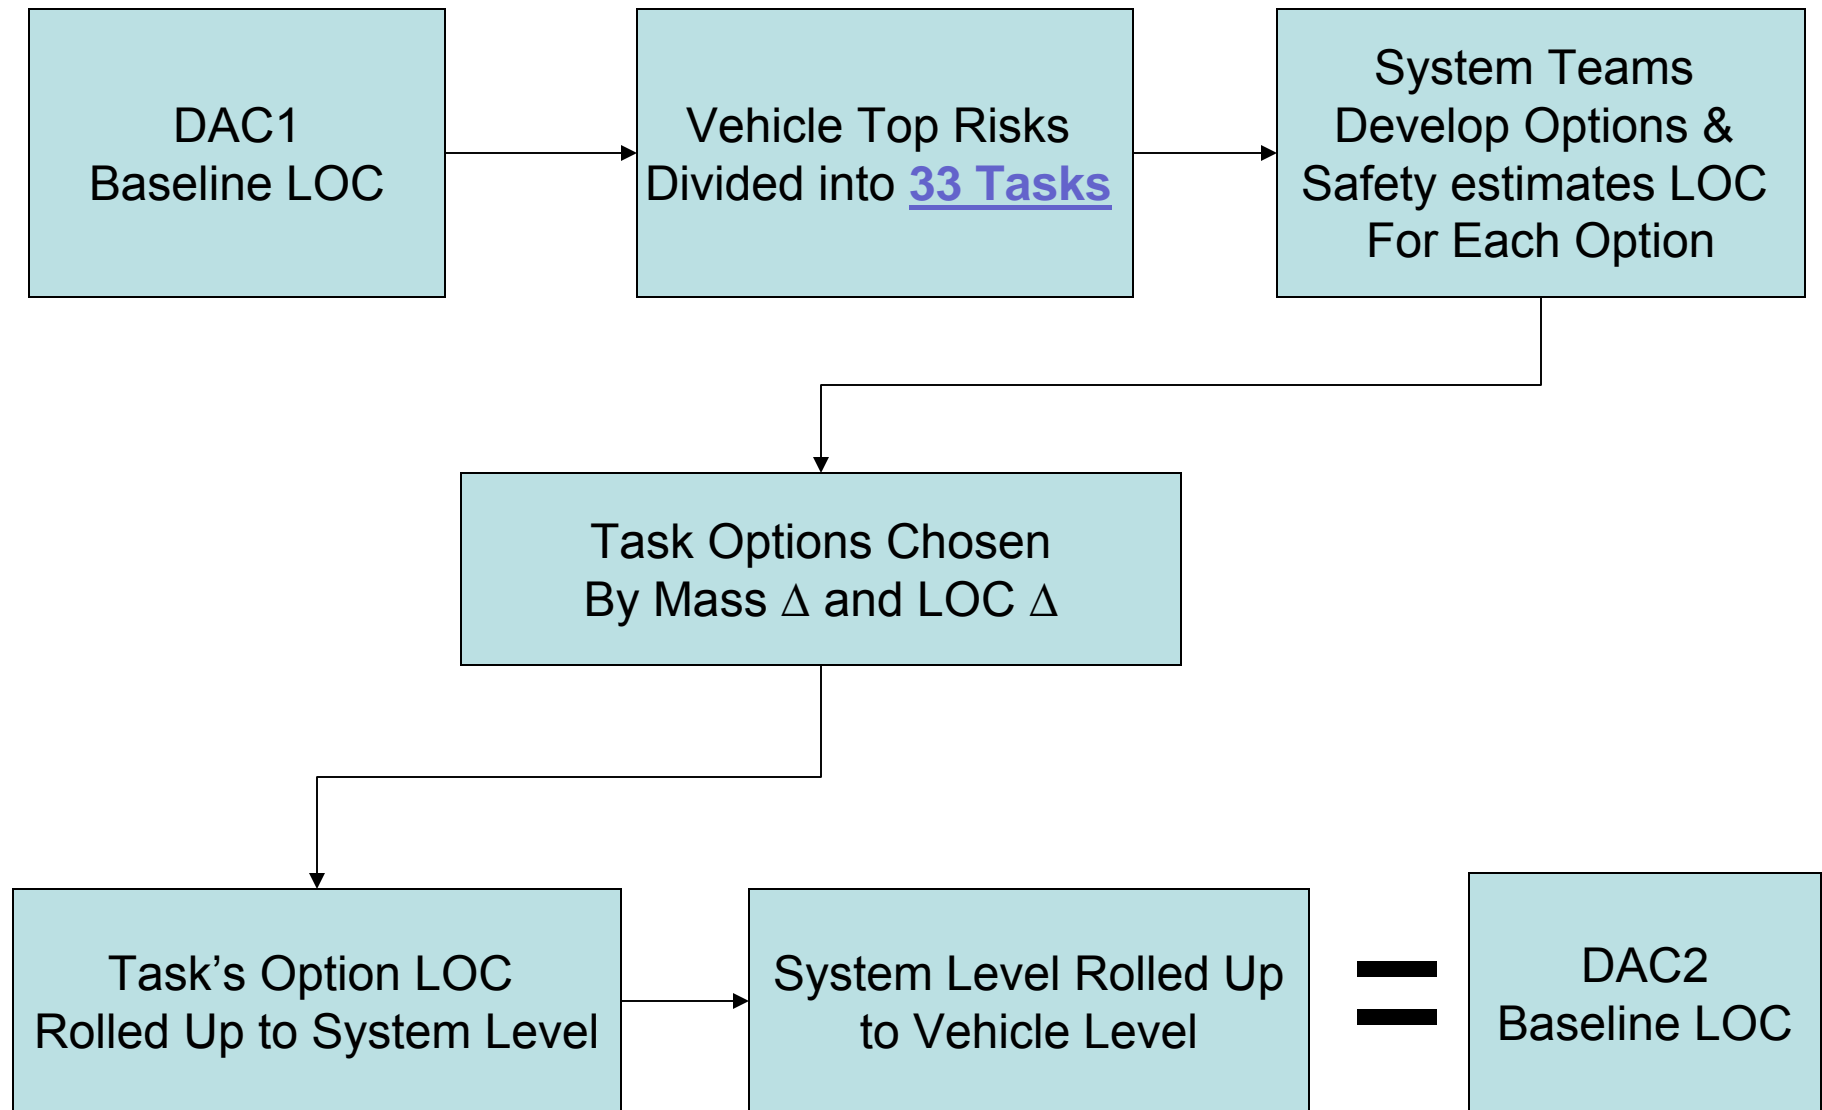 DAC1
Baseline LOC
Vehicle Top Risks
Divided into 33 Tasks
System Teams
Develop Options &
Safety estimates LOC
For Each Option
Task Options Chosen
By Mass Δ and LOC Δ
Task’s Option LOC
Rolled Up to System Level
System Level Rolled Up
to Vehicle Level
=
DAC2
Baseline LOC